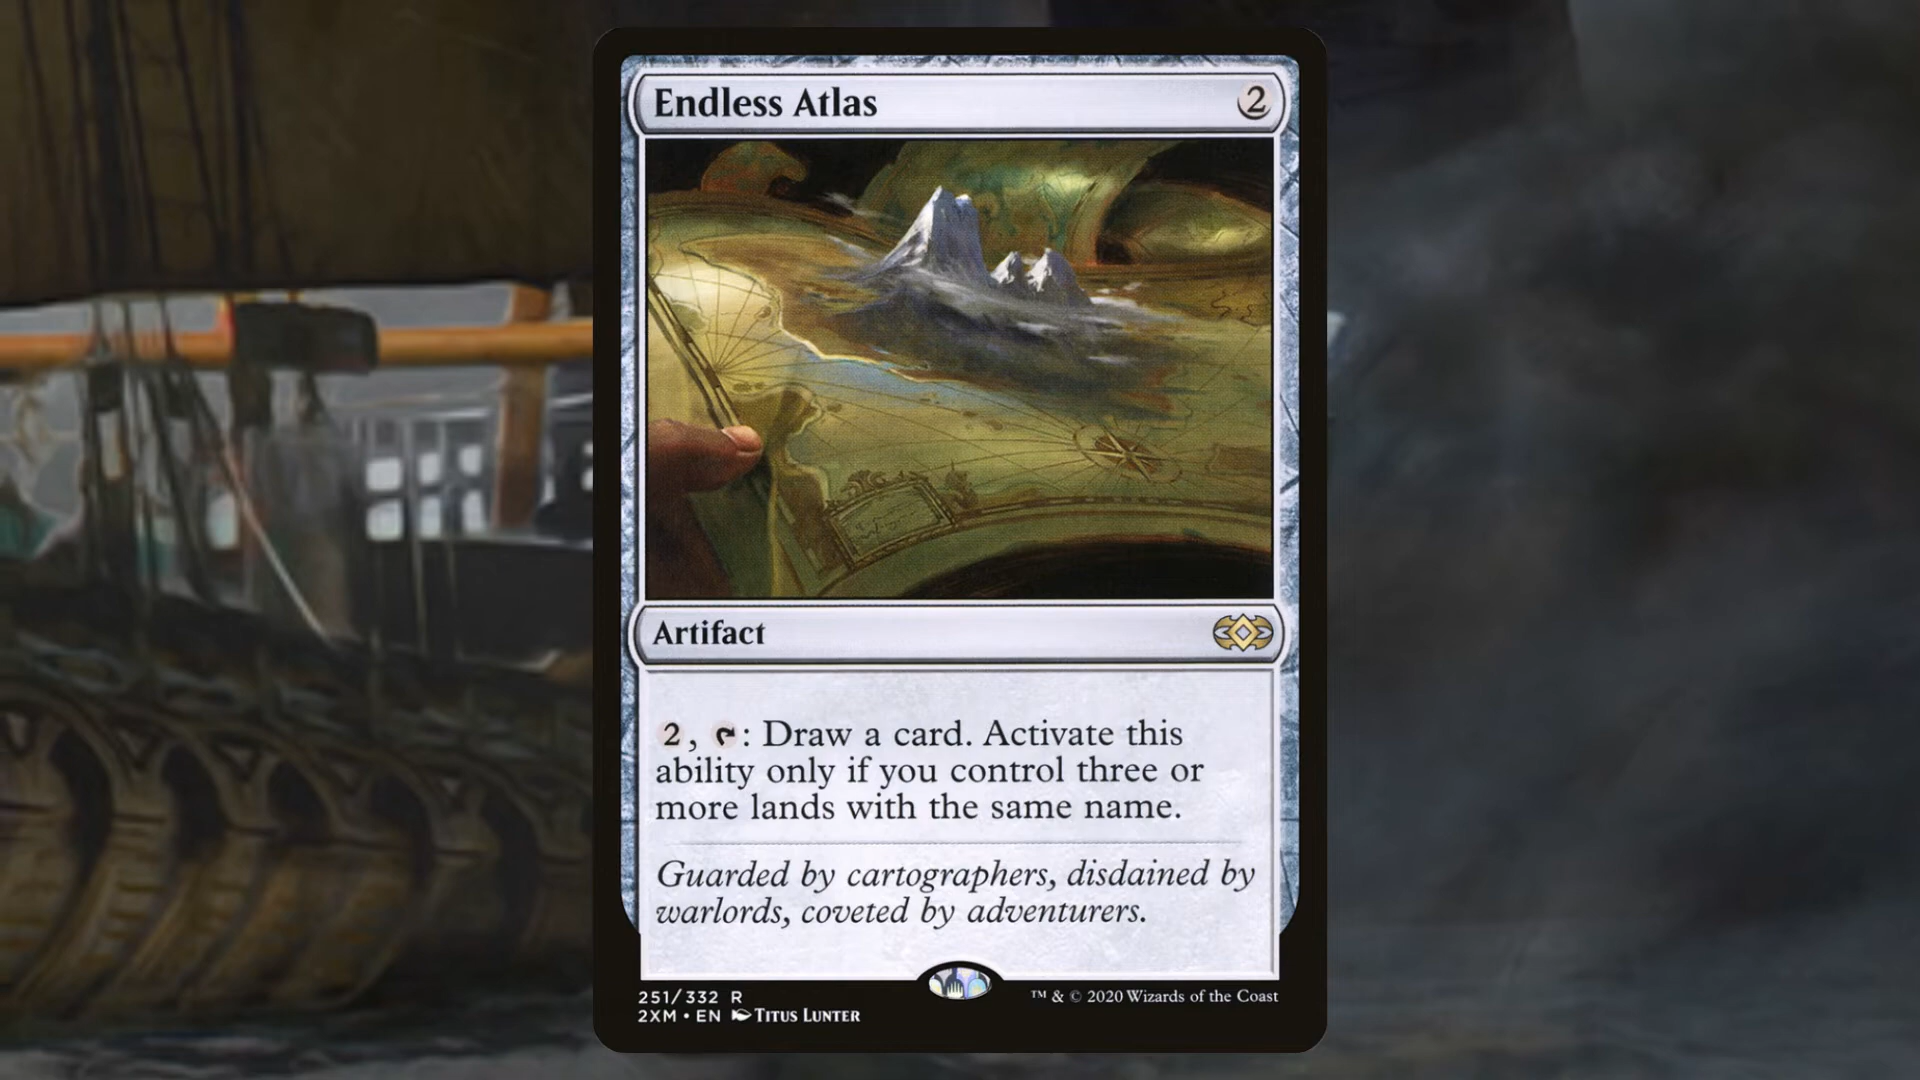 Endless Atlas 2
Artifact
2, : Draw a card. Activate this
ability only if you control three or
more lands with the same name.
Guarded by cartographers, disdained by
warlords, coveted by adventurers.
251/332 R
2XM • EN Titus Lunter
™ & © 2020 Wizards of the Coast